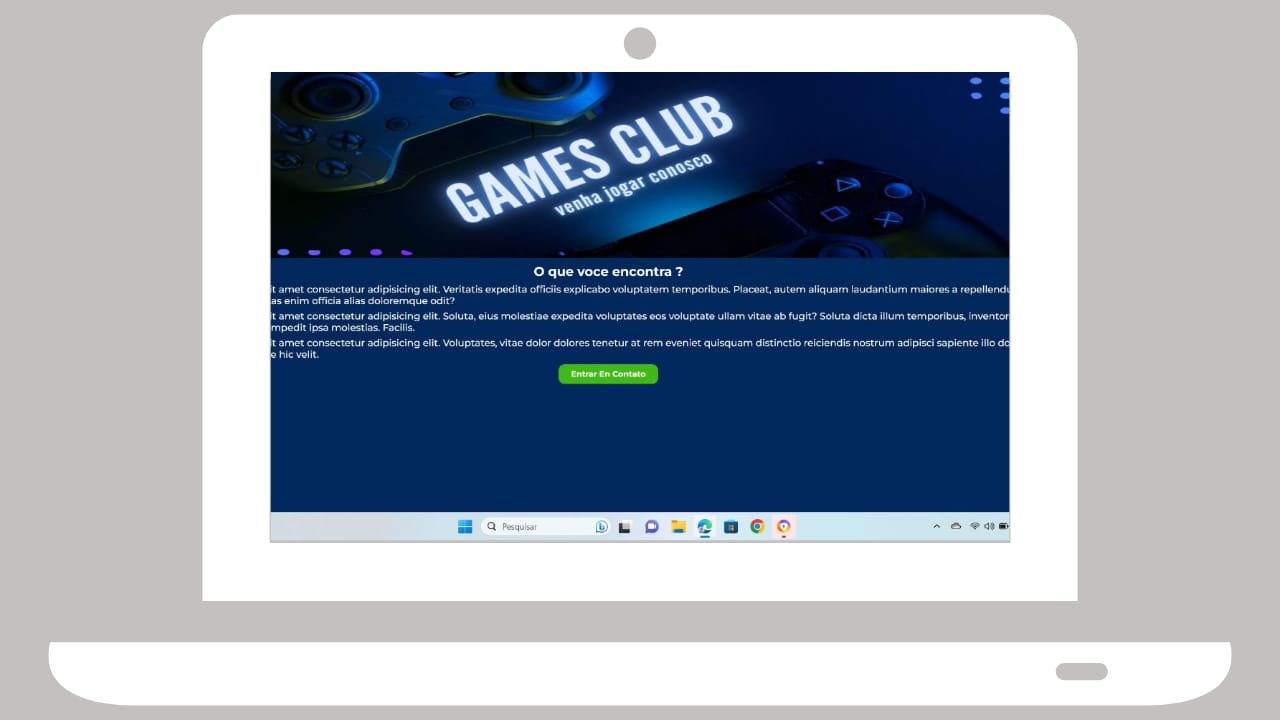 GAMES CLUB
venha jogar conosco
O que voce encontra ?
it amet consectetur adipisicing elit. Veritatis expedita officiis explicabo voluptatem temporibus. Placeat, autem aliquam laudantium maiores a repellendu
as enim officia alias doloremque odit?
it amet consectetur adipisicing elit. Soluta, eius molestiae expedita voluptates eos voluptate ullam vitae ab fugit? Soluta dicta illum temporibus, inventor
mpedit ipsa molestias. Facilis.
it amet consectetur adipisicing elit. Voluptates, vitae dolor dolores tenetur at rem eveniet quisquam distinctio reiciendis nostrum adipisci sapiente illo do
e hic velit.
Entrar En Contato
Pesquisar